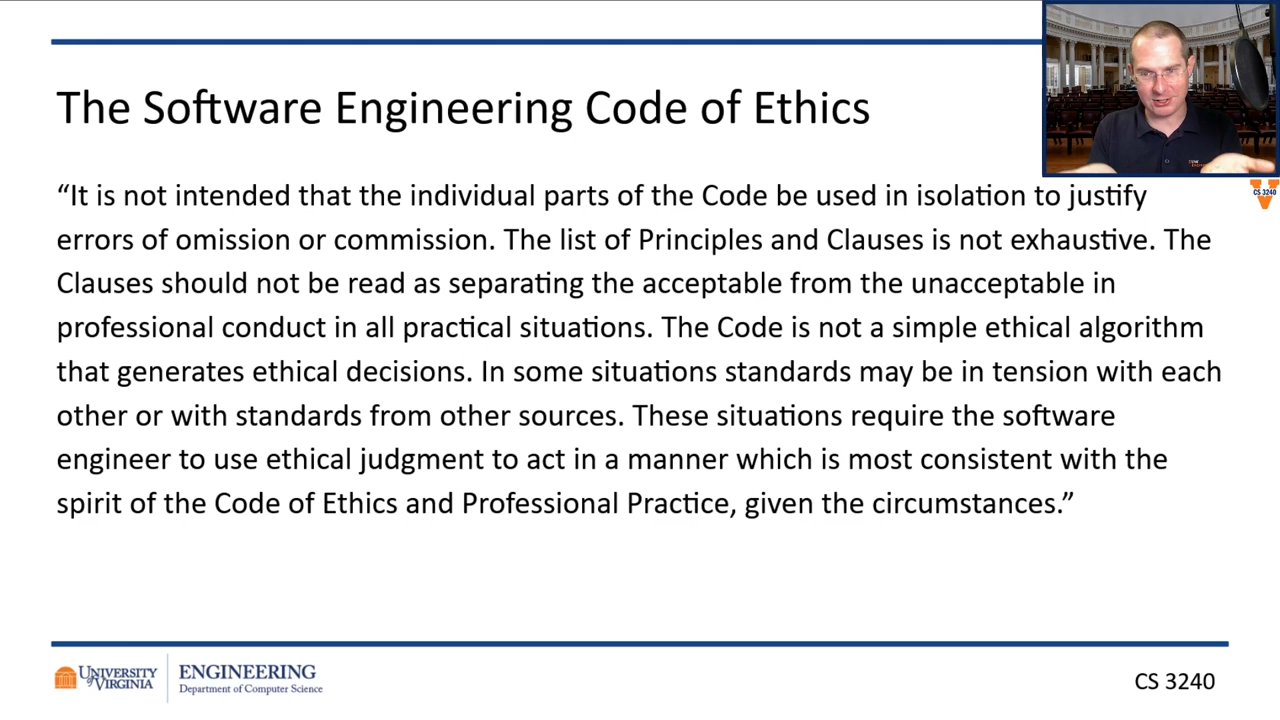 The Software Engineering Code of Ethics
“It is not intended that the individual parts of the Code be used in isolation to justify
errors of omission or commission. The list of Principles and Clauses is not exhaustive. The
Clauses should not be read as separating the acceptable from the unacceptable in
professional conduct in all practical situations. The Code is not a simple ethical algorithm
that generates ethical decisions. In some situations standards may be in tension with each
other or with standards from other sources. These situations require the software
engineer to use ethical judgment to act in a manner which is most consistent with the
spirit of the Code of Ethics and Professional Practice, given the circumstances.”
CS 3240
UNIVERSITY
of VIRGINIA
ENGINEERING
Department of Computer Science
CS 3240